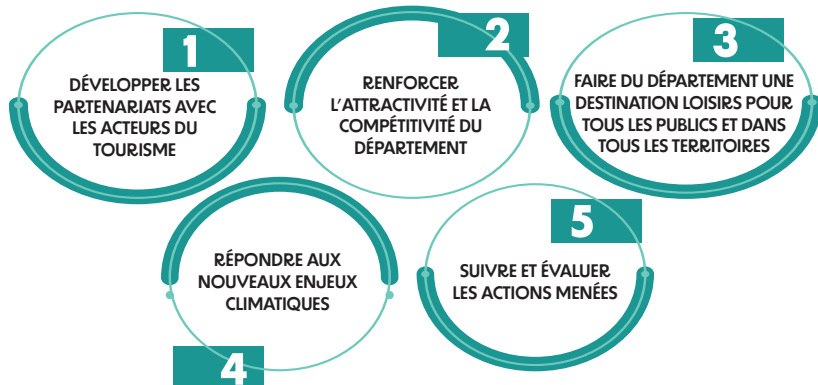 1
DÉVELOPPER LES
PARTENARIATS AVEC
LES ACTEURS DU
TOURISME
2
RENFORCER
L'ATTRACTIVITÉ ET LA
COMPÉTITIVITÉ DU
DÉPARTEMENT
3
FAIRE DU DÉPARTEMENT UNE
DESTINATION LOISIRS POUR
TOUS LES PUBLICS ET DANS
TOUS LES TERRITOIRES
RÉPONDRE AUX
NOUVEAUX ENJEUX
CLIMATIQUES
4
5
SUIVRE ET ÉVALUER
LES ACTIONS MENÉES